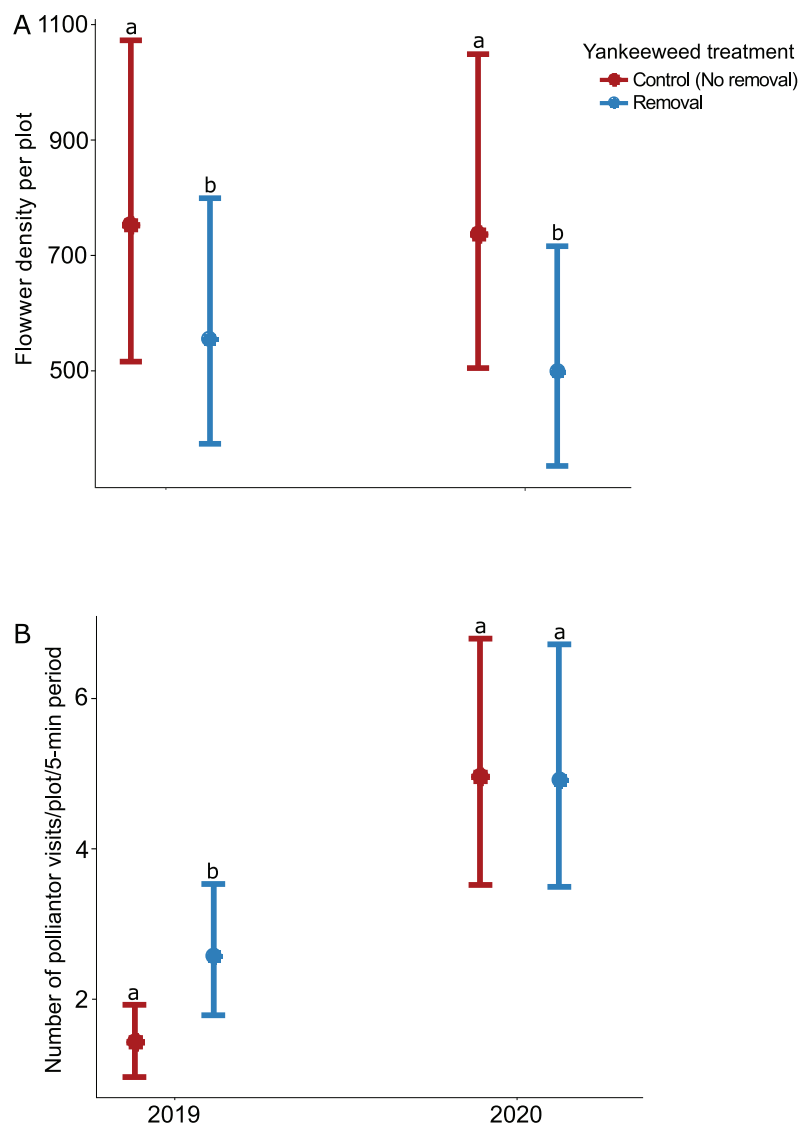 A
Flowwer density per plot
1100
900
700
500
a
b
a
b
Yankeeweed treatment
Control (No removal)
Removal
B
Number of polliantor visits/plot/5-min period
6
4
2
a
b
a
a
2019
2020